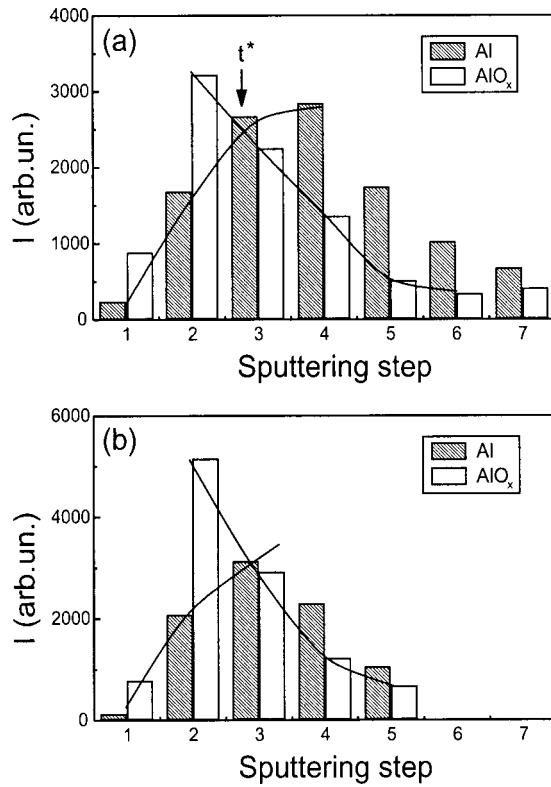 (a)
t*
Al
AlOₓ
I (arb.un.)
4000
3000
2000
1000
0
1 2 3 4 5 6 7
Sputtering step
(b)
Al
AlOₓ
I (arb.un.)
6000
4000
2000
0
1 2 3 4 5 6 7
Sputtering step